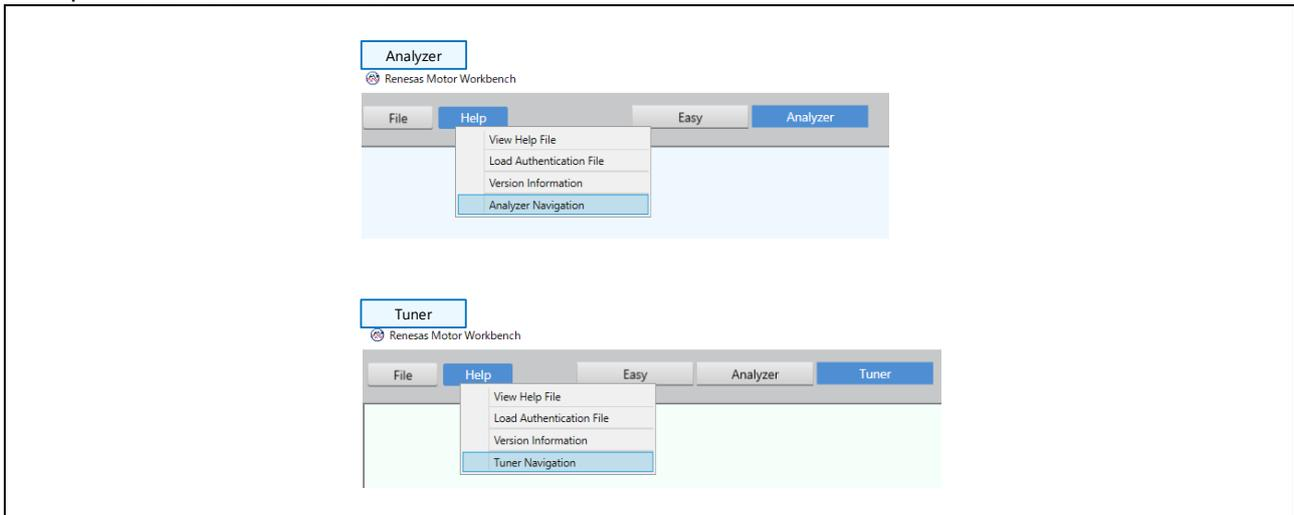 Analyzer
Renesas Motor Workbench
File Help Easy Analyzer
View Help File
Load Authentication File
Version Information
Analyzer Navigation
Tuner
Renesas Motor Workbench
File Help Easy Analyzer Tuner
View Help File
Load Authentication File
Version Information
Tuner Navigation